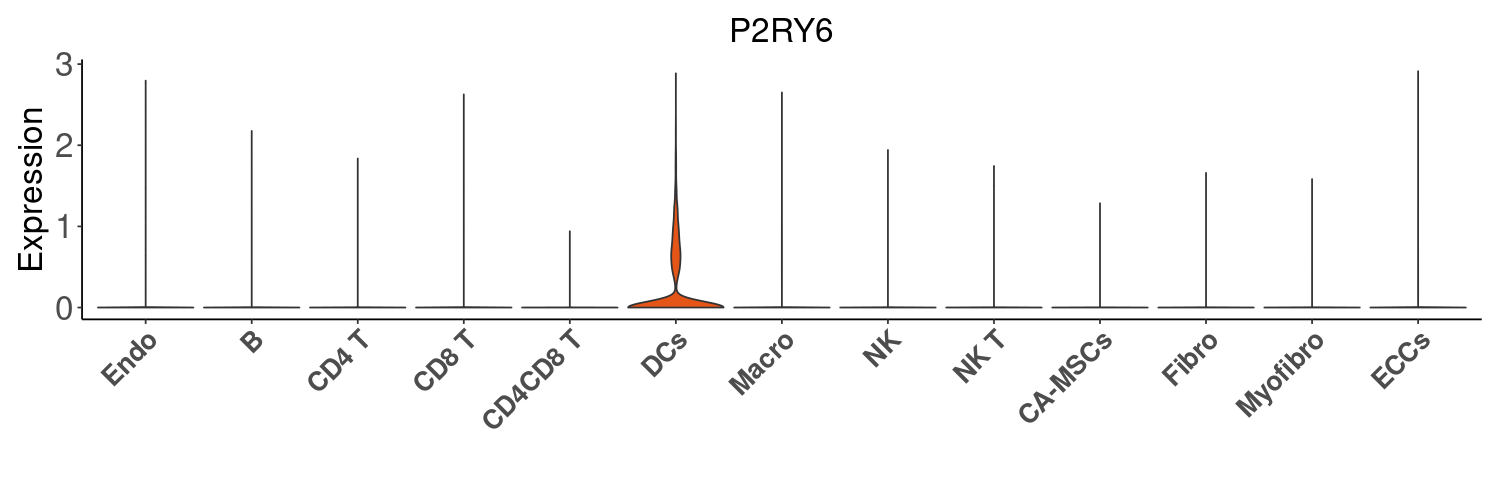 P2RY6
Expression
3
2
1
0
Endo
B
CD4 T
CD8 T
CD4CD8 T
DCs
Macro
NK
NK T
CA-MSCs
Fibro
Myofibro
ECCs